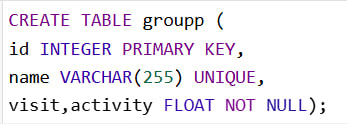 CREATE TABLE groupp (
id INTEGER PRIMARY KEY,
name VARCHAR(255) UNIQUE,
visit,activity FLOAT NOT NULL);